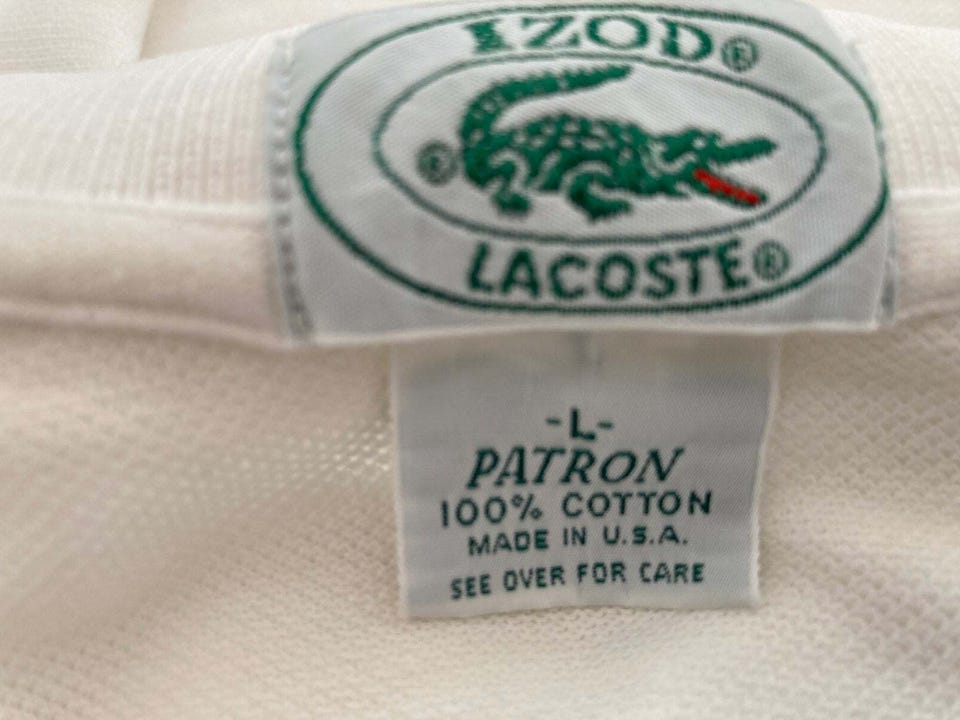 IZOD®
®
LACOSTE®
-L-
PATRON
100% COTTON
MADE IN U.S.A.
SEE OVER FOR CARE